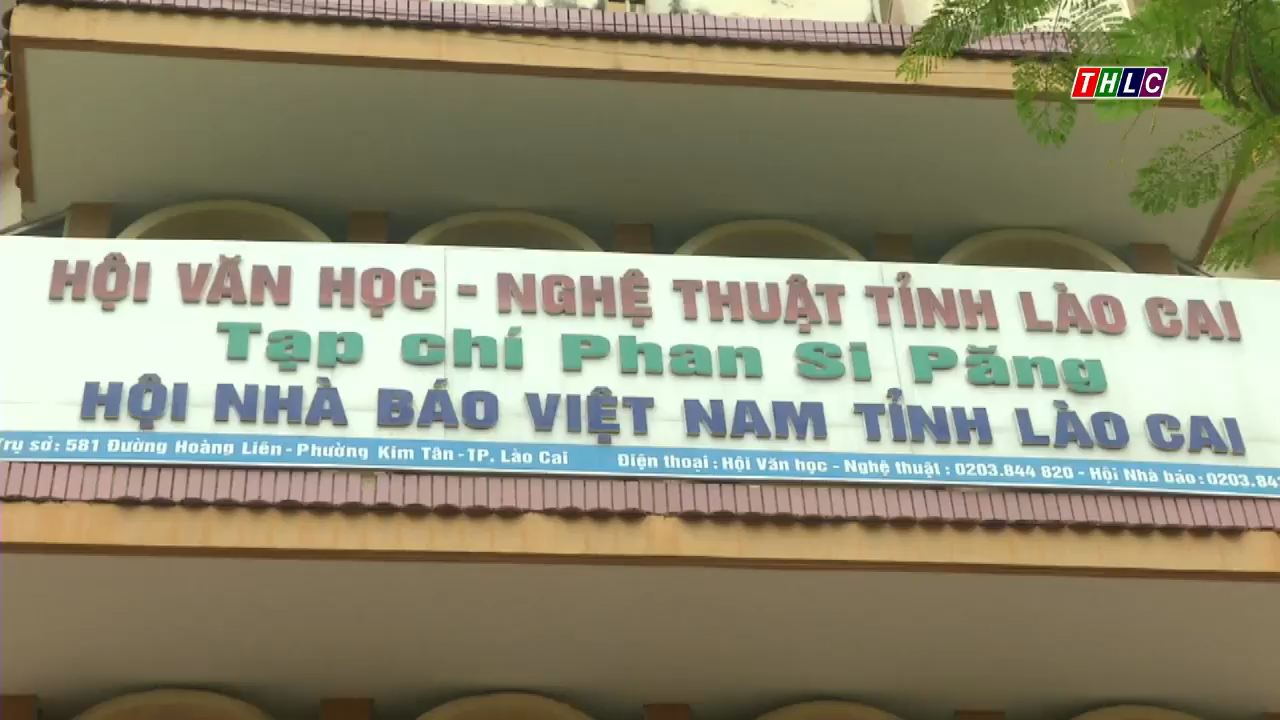 THLC
HỘI VĂN HỌC - NGHỆ THUẬT TỈNH LÀO CAI
Tạp chí Phan Si Păng
HỘI NHÀ BÁO VIỆT NAM TỈNH LÀO CAI
Trụ sở: 581 Đường Hoàng Liên - Phường Kim Tân - TP. Lào Cai Điện thoại : Hội Văn học - Nghệ thuật : 0203.844 820 - Hội Nhà báo :